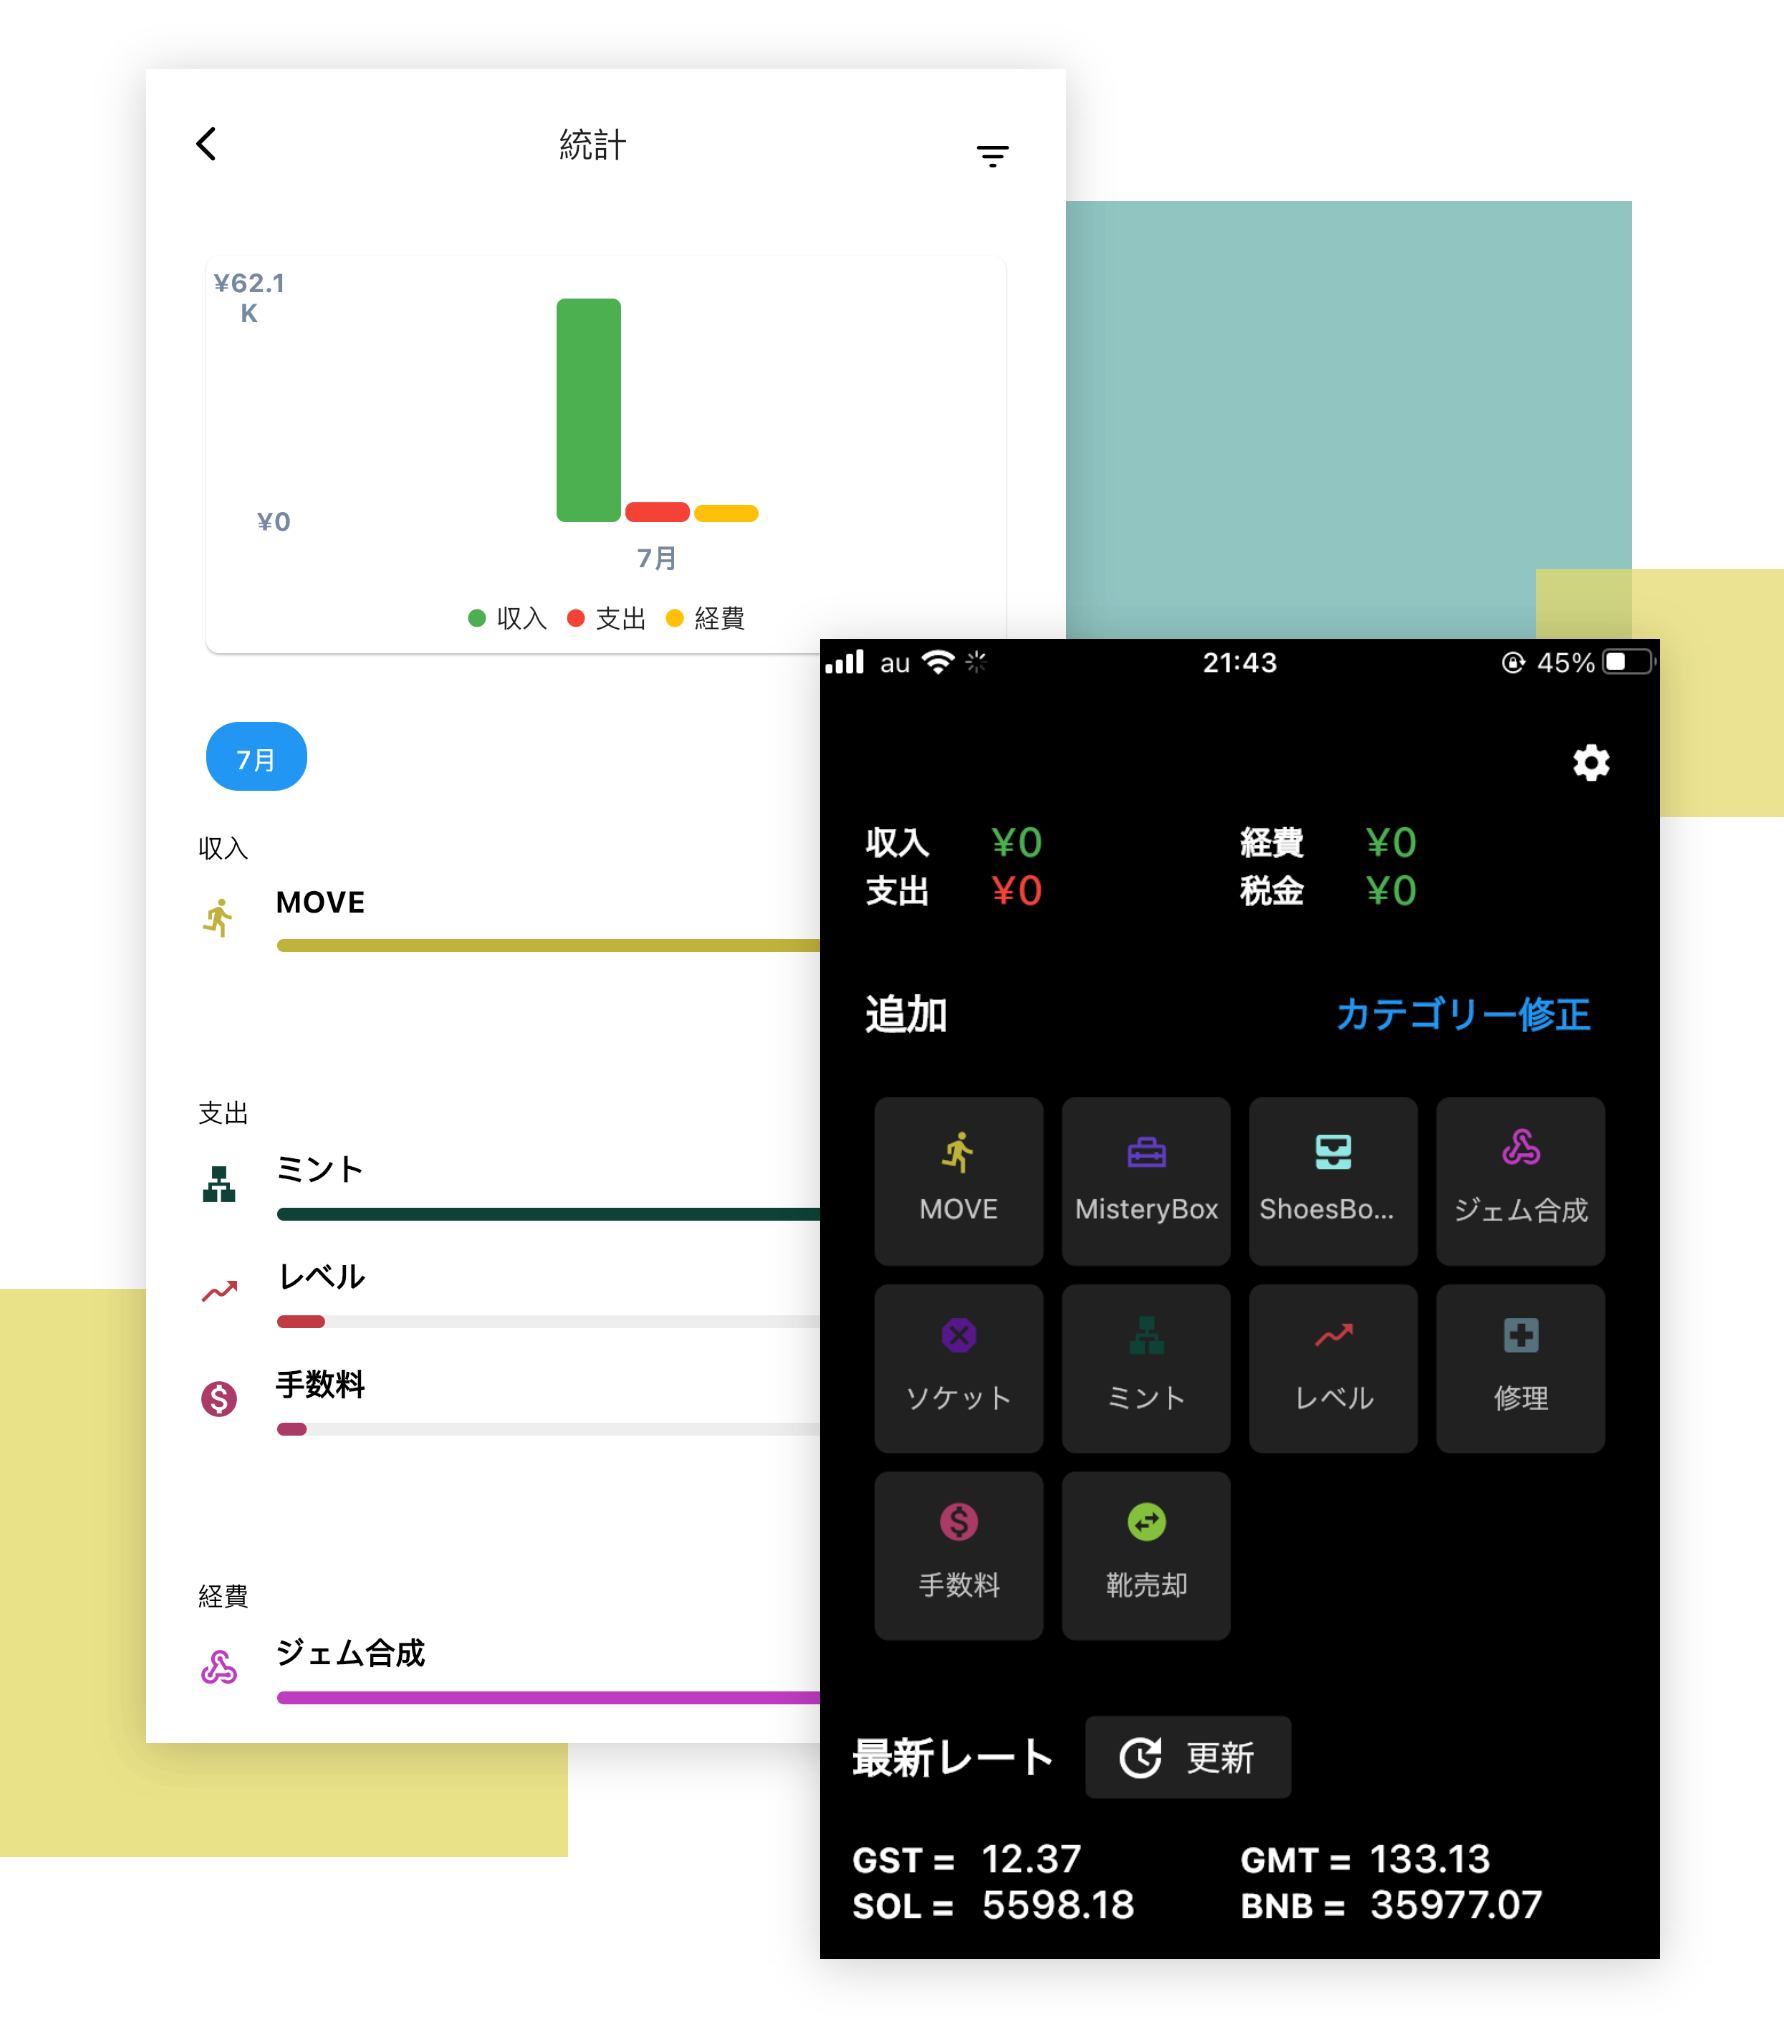 統計
¥62.1
K
¥0
7月
収入 支出 経費
7月
収入
MOVE
支出
ミント
レベル
手数料
経費
ジェム合成
au 21:43 45%
収入 ¥0 経費 ¥0
支出 ¥0 税金 ¥0
追加 カテゴリー修正
MOVE MisteryBox ShoesBo... ジェム合成
ソケット ミント レベル 修理
手数料 靴売却
最新レート 更新
GST = 12.37 GMT = 133.13
SOL = 5598.18 BNB = 35977.07